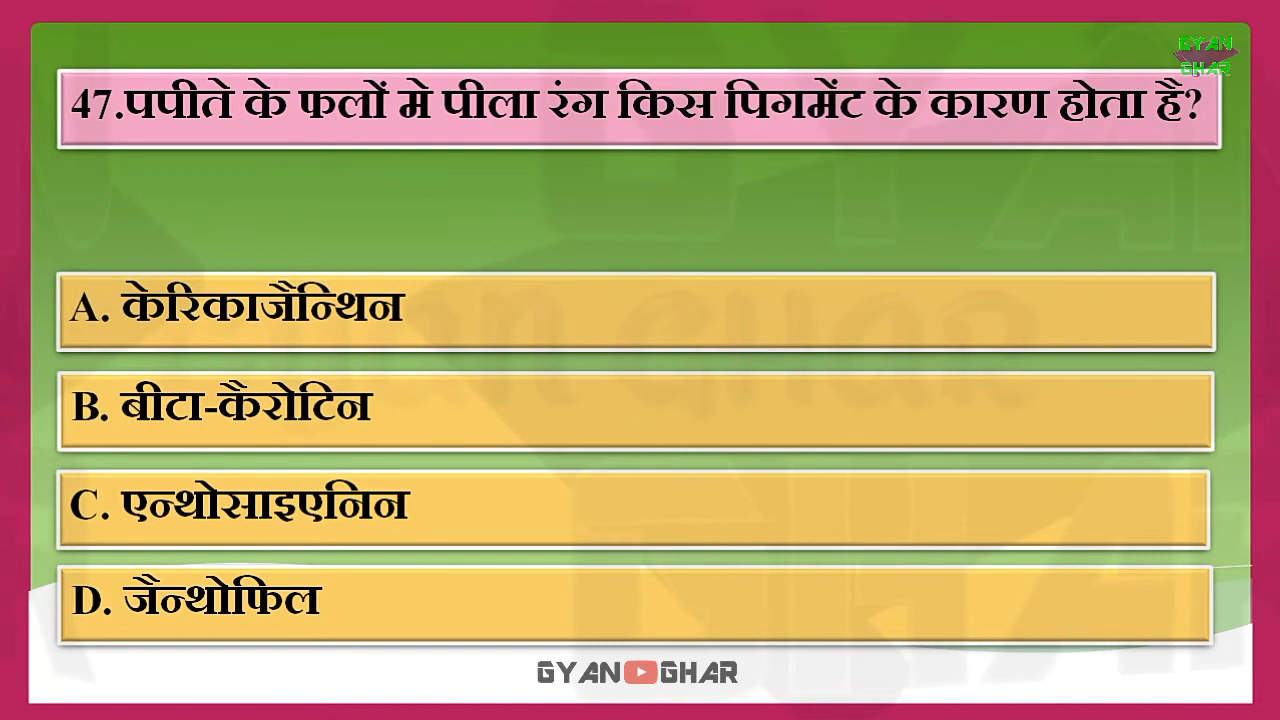 GYAN
GHAR
47.पपीते के फलों मे पीला रंग किस पिगमेंट के कारण होता है?
A. केरिकाजैन्थिन
B. बीटा-कैरोटिन
C. एन्थोसाइएनिन
D. जैन्थोफिल
GYAN GHAR